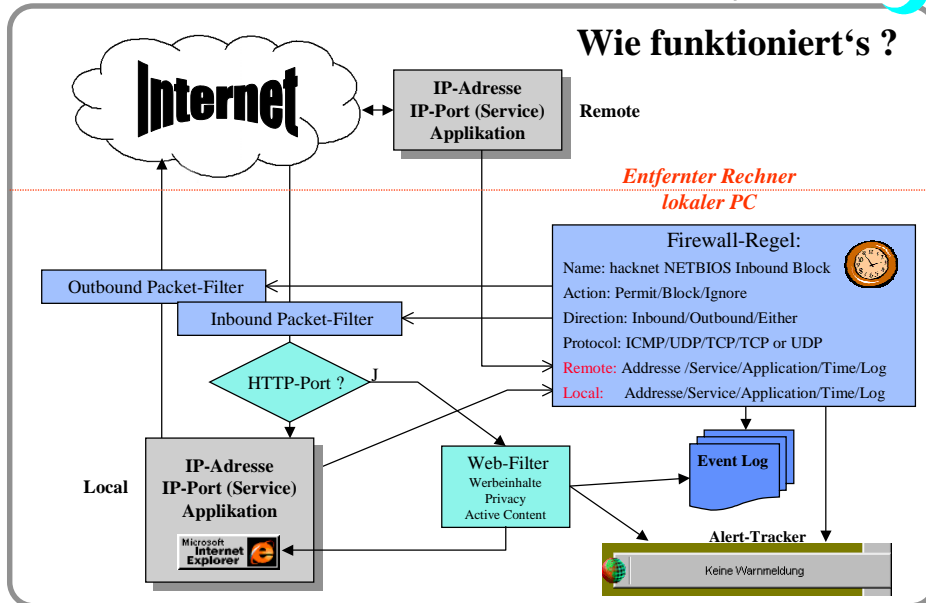 Wie funktioniert‘s ?
Internet
IP-Adresse
IP-Port (Service)
Applikation
Remote
Entfernter Rechner
lokaler PC
Firewall-Regel:
Name: hacknet NETBIOS Inbound Block
Action: Permit/Block/Ignore
Direction: Inbound/Outbound/Either
Protocol: ICMP/UDP/TCP/TCP or UDP
Remote: Addresse /Service/Application/Time/Log
Local: Addresse/Service/Application/Time/Log
Outbound Packet-Filter
Inbound Packet-Filter
HTTP-Port ?
J
Local
IP-Adresse
IP-Port (Service)
Applikation
Microsoft
Internet
Explorer
Web-Filter
Werbeinhalte
Privacy
Active Content
Event Log
Alert-Tracker
Keine Warnmeldung